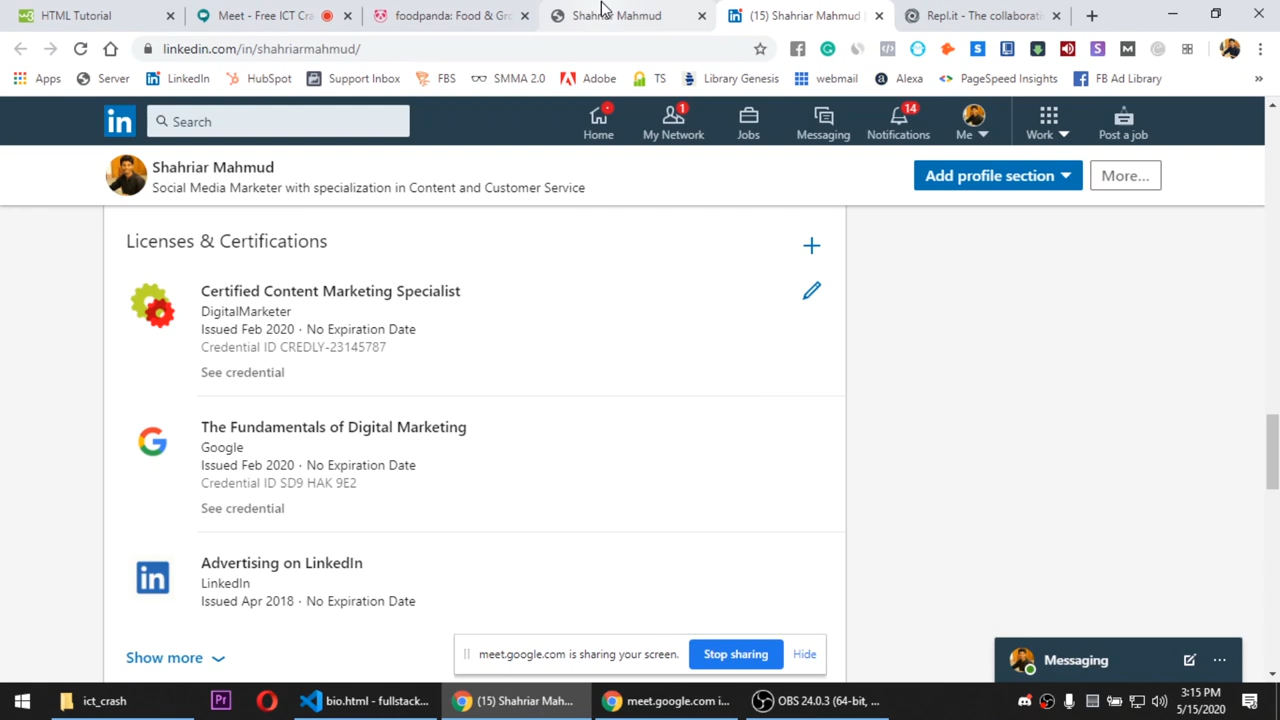 HTML Tutorial
Meet - Free ICT Cra
foodpanda: Food & Gr
Shahriar Mahmud
(15) Shahriar Mahmud |
Repl.it - The collaborati
linkedin.com/in/shahriarmahmud/
Apps
Server
LinkedIn
HubSpot
Support Inbox
FBS
SMMA 2.0
Adobe
TS
Library Genesis
webmail
Alexa
PageSpeed Insights
FB Ad Library
»
in
Search
Home
1
My Network
Jobs
Messaging
14
Notifications
Me
Work
Post a job
Shahriar Mahmud
Social Media Marketer with specialization in Content and Customer Service
Add profile section
More...
Licenses & Certifications
Certified Content Marketing Specialist
DigitalMarketer
Issued Feb 2020 · No Expiration Date
Credential ID CREDLY-23145787
See credential
The Fundamentals of Digital Marketing
Google
Issued Feb 2020 · No Expiration Date
Credential ID SD9 HAK 9E2
See credential
in
Advertising on LinkedIn
LinkedIn
Issued Apr 2018 · No Expiration Date
Show more
meet.google.com is sharing your screen.
Stop sharing
Hide
Messaging
ict_crash
Pr
bio.html - fullstack...
(15) Shahriar Mah...
meet.google.com i...
OBS 24.0.3 (64-bit, ...
3:15 PM
5/15/2020